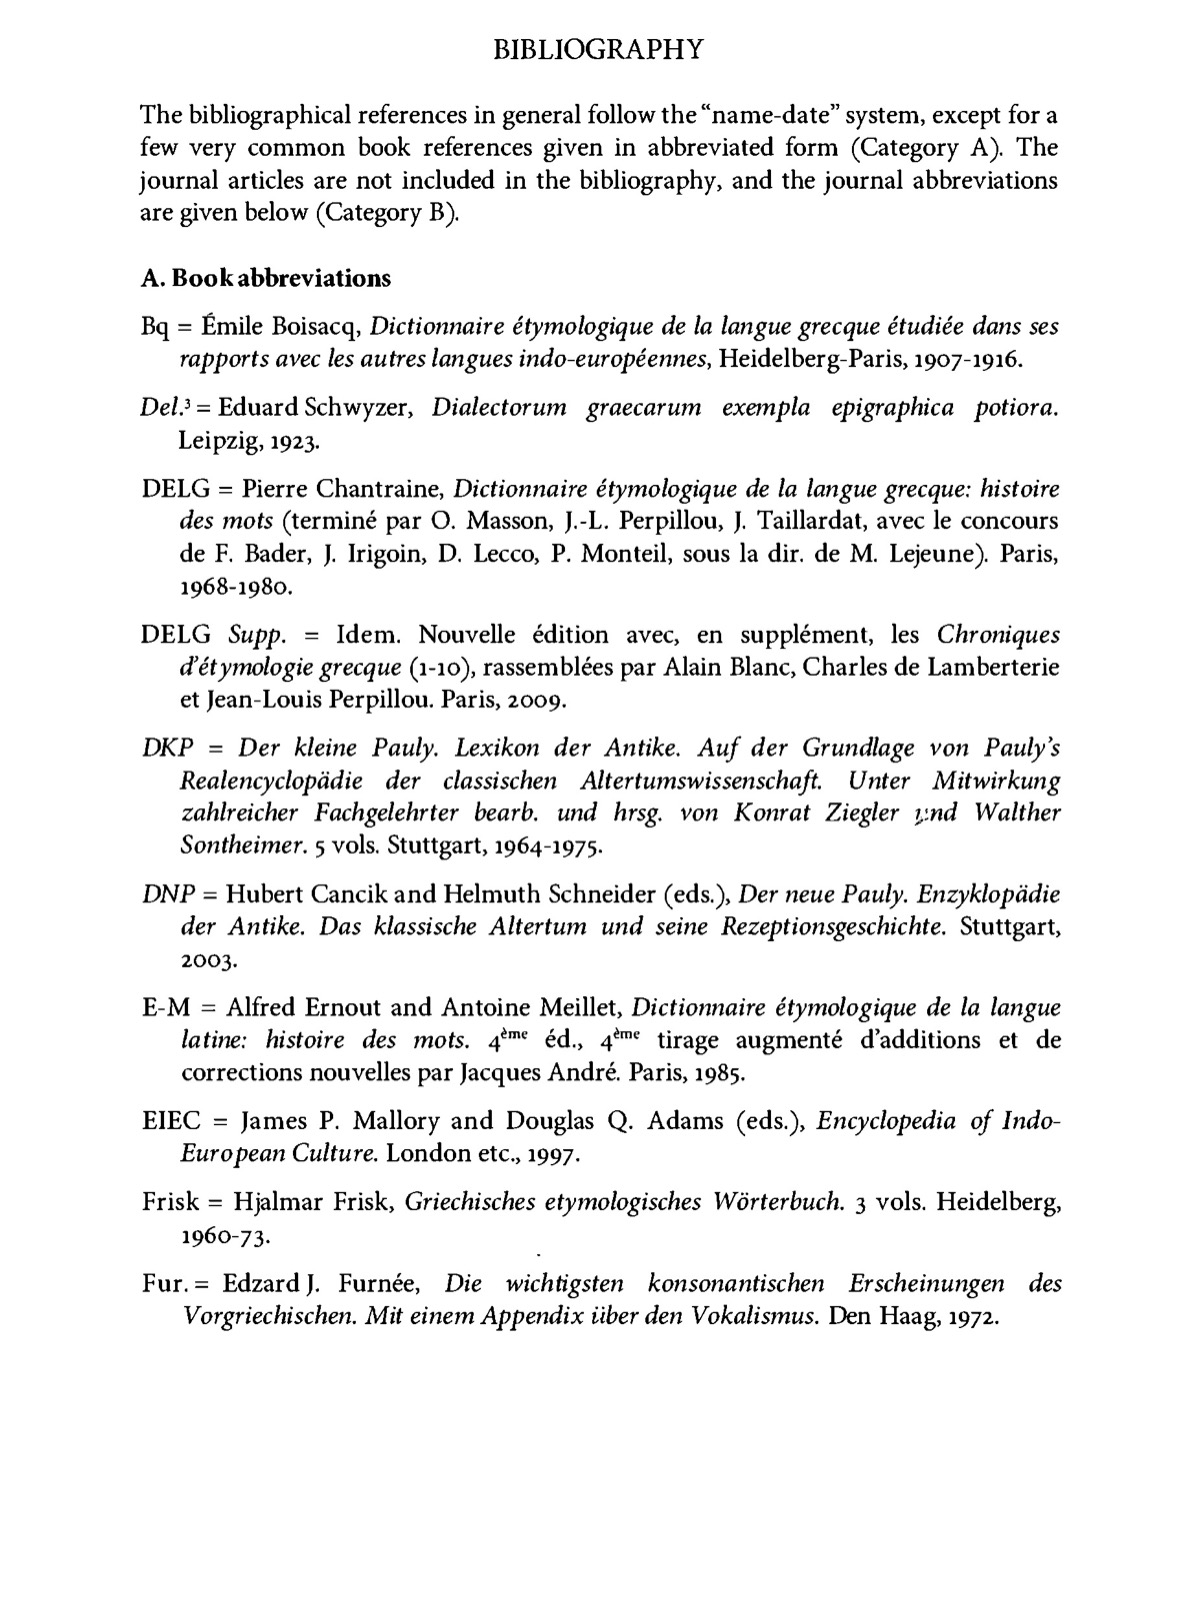 BIBLIOGRAPHY
The bibliographical references in general follow the “name-date” system, except for a
few very common book references given in abbreviated form (Category A). The
journal articles are not included in the bibliography, and the journal abbreviations
are given below (Category B).
A. Book abbreviations
Bq = Émile Boisacq, Dictionnaire étymologique de la langue grecque étudiée dans ses
rapports avec les autres langues indo-européennes, Heidelberg-Paris, 1907-1916.
Del.³ = Eduard Schwyzer, Dialectorum graecarum exempla epigraphica potiora.
Leipzig, 1923.
DELG = Pierre Chantraine, Dictionnaire étymologique de la langue grecque: histoire
des mots (terminé par O. Masson, J.-L. Perpillou, J. Taillardat, avec le concours
de F. Bader, J. Irigoin, D. Lecco, P. Monteil, sous la dir. de M. Lejeune). Paris,
1968-1980.
DELG Supp. = Idem. Nouvelle édition avec, en supplément, les Chroniques
d’étymologie grecque (1-10), rassemblées par Alain Blanc, Charles de Lamberterie
et Jean-Louis Perpillou. Paris, 2009.
DKP = Der kleine Pauly. Lexikon der Antike. Auf der Grundlage von Pauly’s
Realencyclopädie der classischen Altertumswissenschaft. Unter Mitwirkung
zahlreicher Fachgelehrter bearb. und hrsg. von Konrat Ziegler und Walther
Sontheimer. 5 vols. Stuttgart, 1964-1975.
DNP = Hubert Cancik and Helmuth Schneider (eds.), Der neue Pauly. Enzyklopädie
der Antike. Das klassische Altertum und seine Rezeptionsgeschichte. Stuttgart,
2003.
E-M = Alfred Ernout and Antoine Meillet, Dictionnaire étymologique de la langue
latine: histoire des mots. 4ème éd., 4ème tirage augmenté d’additions et de
corrections nouvelles par Jacques André. Paris, 1985.
EIEC = James P. Mallory and Douglas Q. Adams (eds.), Encyclopedia of Indo-
European Culture. London etc., 1997.
Frisk = Hjalmar Frisk, Griechisches etymologisches Wörterbuch. 3 vols. Heidelberg,
1960-73.
Fur. = Edzard J. Furnée, Die wichtigsten konsonantischen Erscheinungen des
Vorgriechischen. Mit einem Appendix über den Vokalismus. Den Haag, 1972.